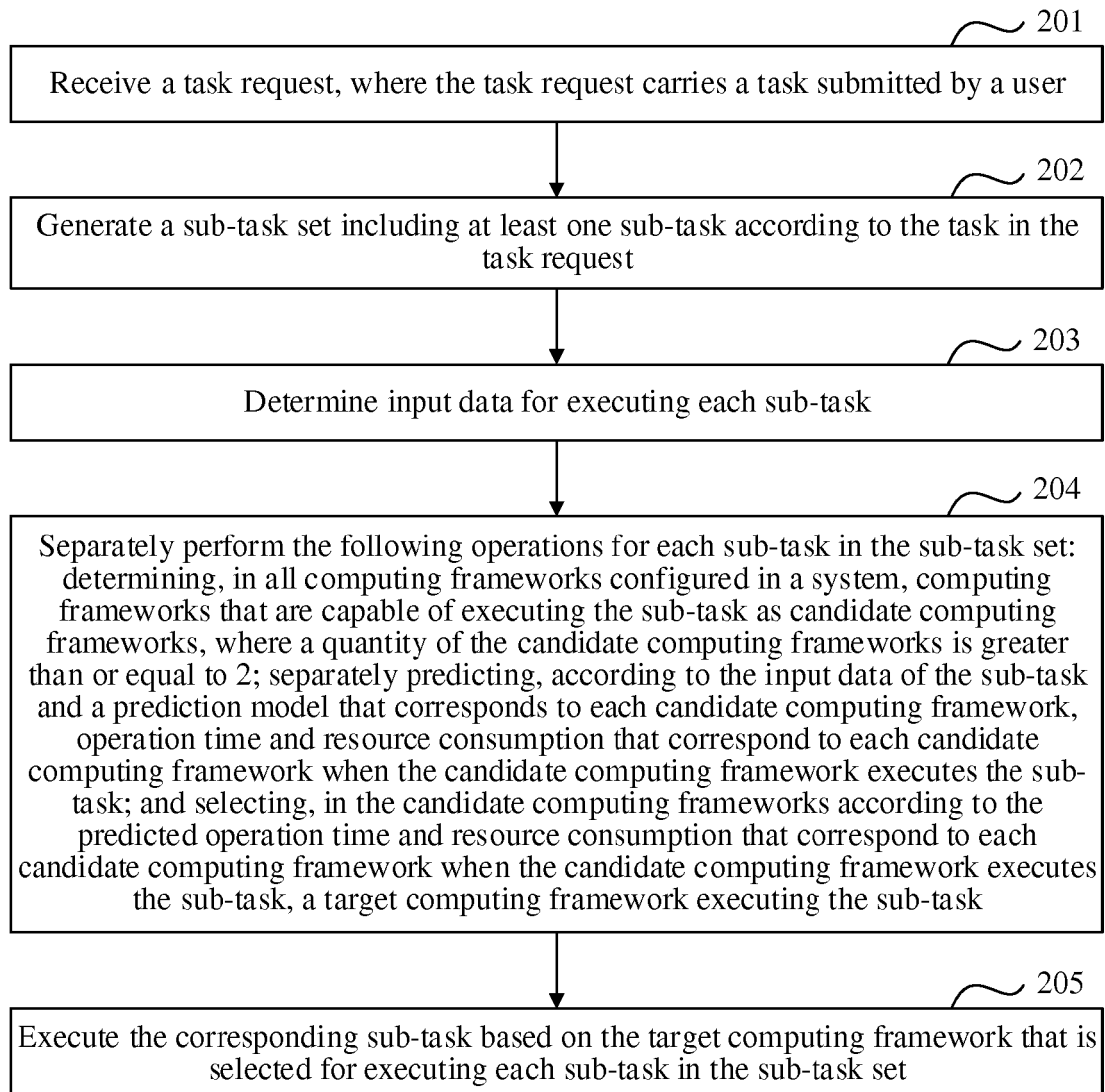 201
Receive a task request, where the task request carries a task submitted by a user
202
Generate a sub-task set including at least one sub-task according to the task in the
task request
203
Determine input data for executing each sub-task
204
Separately perform the following operations for each sub-task in the sub-task set:
determining, in all computing frameworks configured in a system, computing
frameworks that are capable of executing the sub-task as candidate computing
frameworks, where a quantity of the candidate computing frameworks is greater
than or equal to 2; separately predicting, according to the input data of the sub-task
and a prediction model that corresponds to each candidate computing framework,
operation time and resource consumption that correspond to each candidate
computing framework when the candidate computing framework executes the sub-
task; and selecting, in the candidate computing frameworks according to the
predicted operation time and resource consumption that correspond to each
candidate computing framework when the candidate computing framework executes
the sub-task, a target computing framework executing the sub-task
205
Execute the corresponding sub-task based on the target computing framework that is
selected for executing each sub-task in the sub-task set